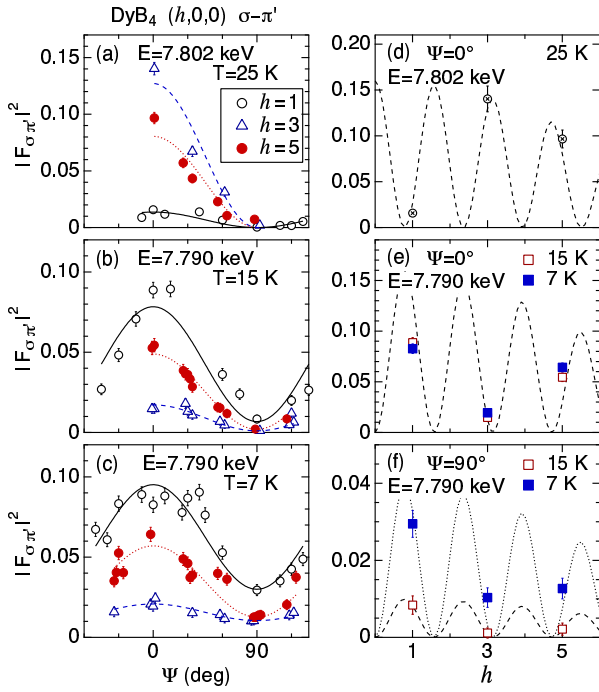 DyB4 (h,0,0) σ−π'
(a) E=7.802 keV
T=25 K
h=1
h=3
h=5
0.15
0.10
0.05
0
|Fσπ'|²
(b) E=7.790 keV
T=15 K
0.10
0.05
0
|Fσπ'|²
(c) E=7.790 keV
T=7 K
0.10
0.05
0
|Fσπ'|²
0 90
Ψ (deg)
(d) Ψ=0° 25 K
E=7.802 keV
0.20
0.15
0.10
0.05
0.00
(e) Ψ=0° 15 K
E=7.790 keV 7 K
0.15
0.10
0.05
0.00
(f) Ψ=90° 15 K
E=7.790 keV 7 K
0.04
0.02
0
1 3 5
h